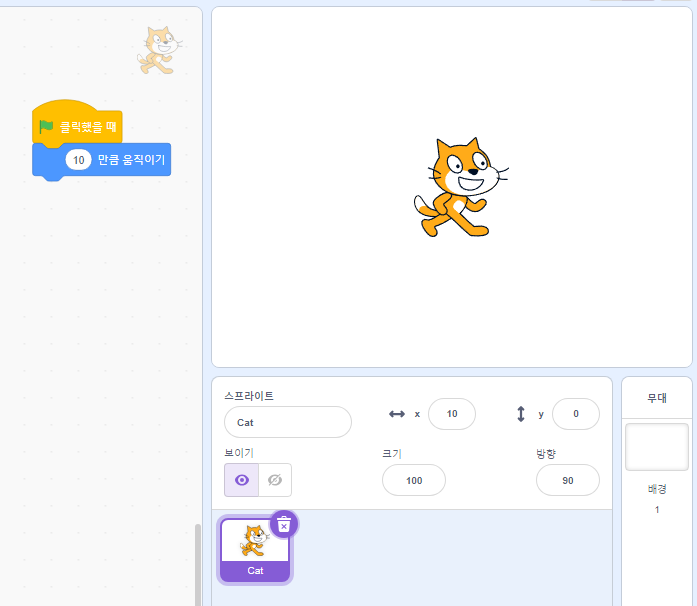 클릭했을 때
10 만큼 움직이기
스프라이트
Cat
x 10
y 0
보이기
크기
방향
100
90
Cat
무대
배경
1